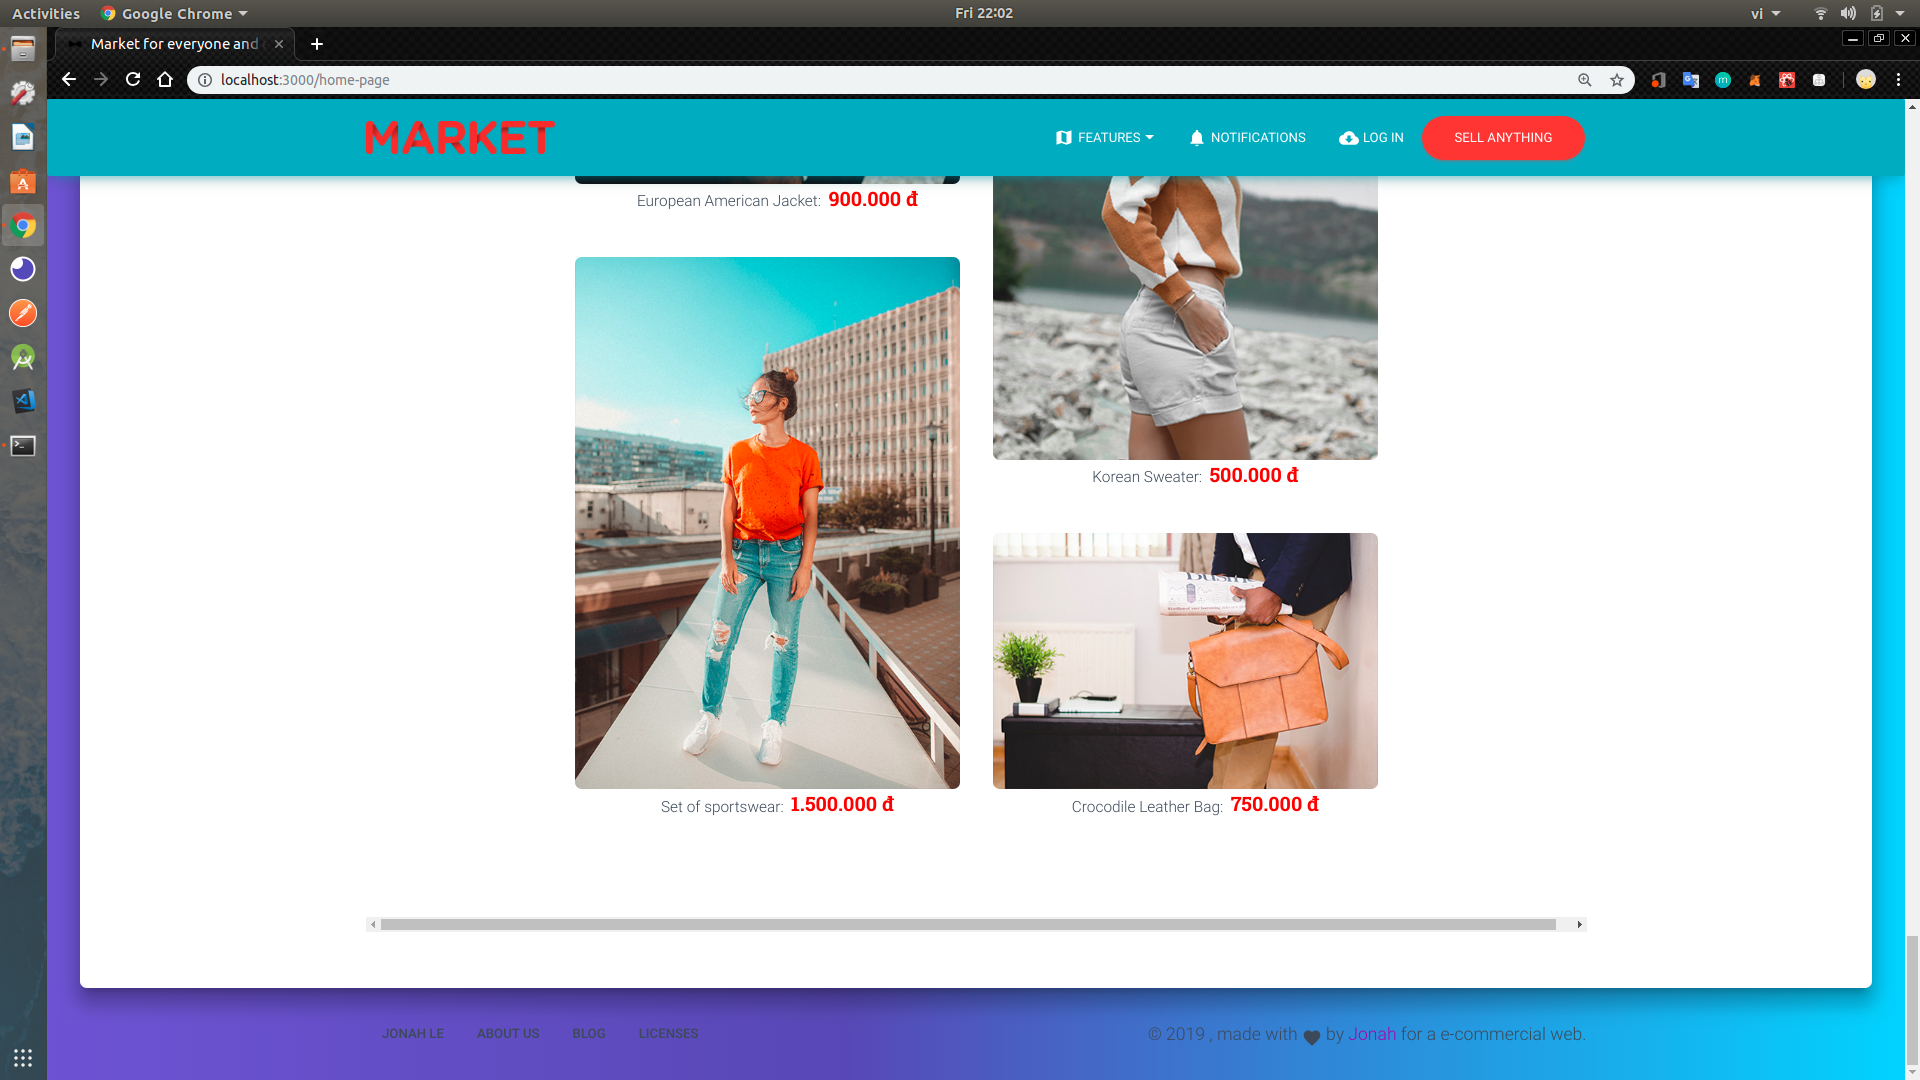 Activities
Google Chrome
Fri 22:02
vi
Market for everyone and
localhost:3000/home-page
MARKET
FEATURES
NOTIFICATIONS
LOG IN
SELL ANYTHING
European American Jacket: 900.000 đ
Korean Sweater: 500.000 đ
Set of sportswear: 1.500.000 đ
Crocodile Leather Bag: 750.000 đ
JONAH LE
ABOUT US
BLOG
LICENSES
© 2019 , made with by Jonah for a e-commercial web.